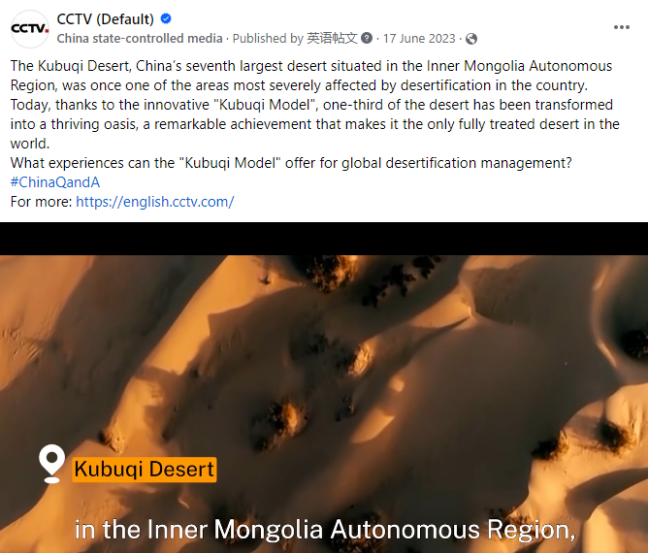 CCTV.
CCTV (Default)
China state-controlled media · Published by 英语帖文 · 17 June 2023 ·
The Kubuqi Desert, China's seventh largest desert situated in the Inner Mongolia Autonomous
Region, was once one of the areas most severely affected by desertification in the country.
Today, thanks to the innovative "Kubuqi Model", one-third of the desert has been transformed
into a thriving oasis, a remarkable achievement that makes it the only fully treated desert in the
world.
What experiences can the "Kubuqi Model" offer for global desertification management?
#ChinaQandA
For more: https://english.cctv.com/
Kubuqi Desert
in the Inner Mongolia Autonomous Region,